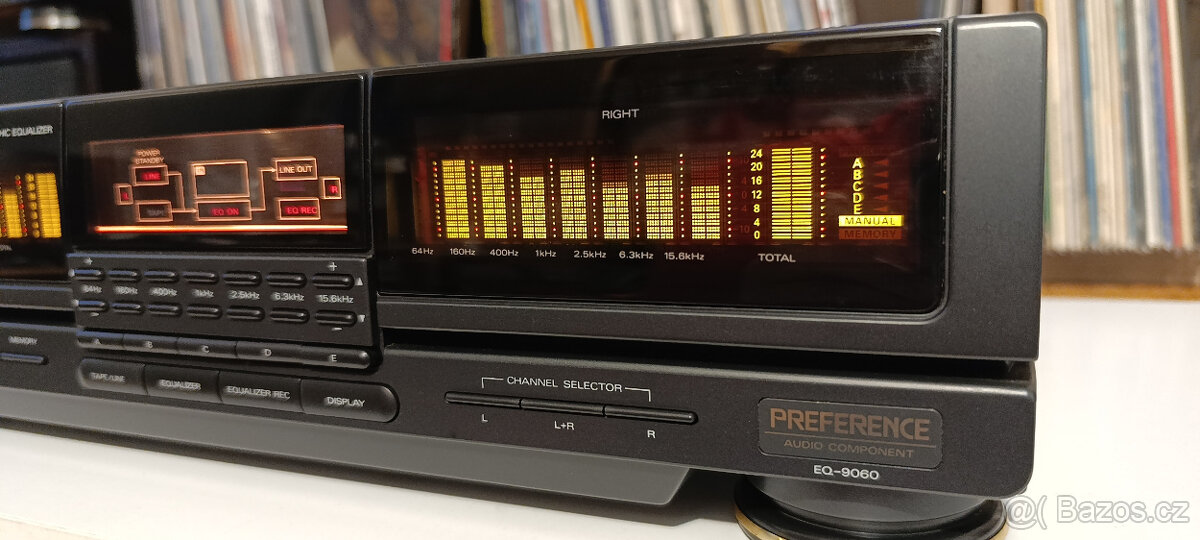 HIC EQUALIZER
RIGHT
POWER
STANDBY
LINE
LINE OUT
R
TAPE
EQ ON
EQ REC
24
20
16
12
8
4
0
A
B
C
D
E
MANUAL
MEMORY
64Hz 160Hz 400Hz 1kHz 2.5kHz 6.3kHz 15.6kHz
TOTAL
TOTAL
+ +
64Hz 160Hz 400Hz 1kHz 2.5kHz 6.3kHz 15.6kHz
− −
MEMORY
A B C D E
TAPE/LINE EQUALIZER EQUALIZER REC DISPLAY
CHANNEL SELECTOR
L L+R R
PREFERENCE
AUDIO COMPONENT
EQ-9060
@( Bazos.cz